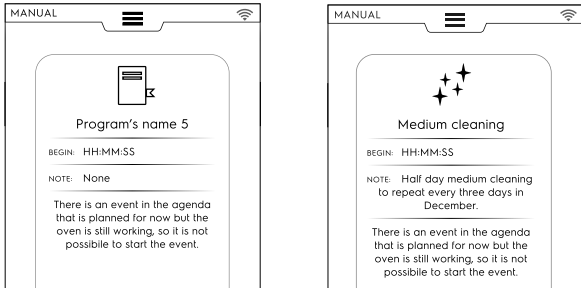 MANUAL
Program's name 5
BEGIN: HH:MM:SS
NOTE: None
There is an event in the agenda
that is planned for now but the
oven is still working, so it is not
possibile to start the event.
MANUAL
Medium cleaning
BEGIN: HH:MM:SS
NOTE: Half day medium cleaning
to repeat every three days in
December.
There is an event in the agenda
that is planned for now but the
oven is still working, so it is not
possibile to start the event.